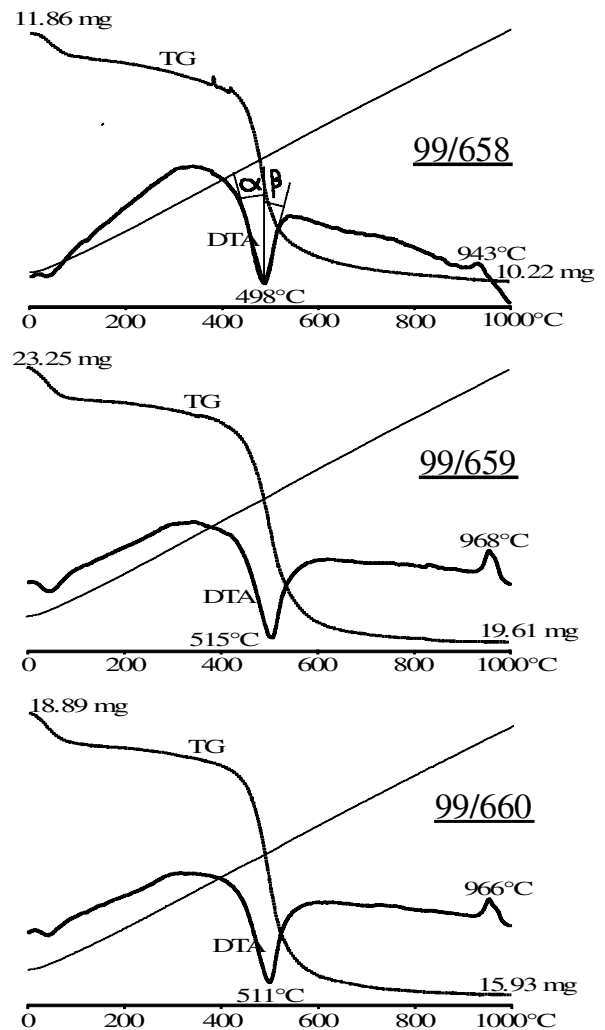 11.86 mg
TG
99/658
α β
DTA
943°C
10.22 mg
498°C
0 200 400 600 800 1000°C
23.25 mg
TG
99/659
968°C
DTA
515°C
19.61 mg
0 200 400 600 800 1000°C
18.89 mg
TG
99/660
966°C
DTA
511°C
15.93 mg
0 200 400 600 800 1000°C